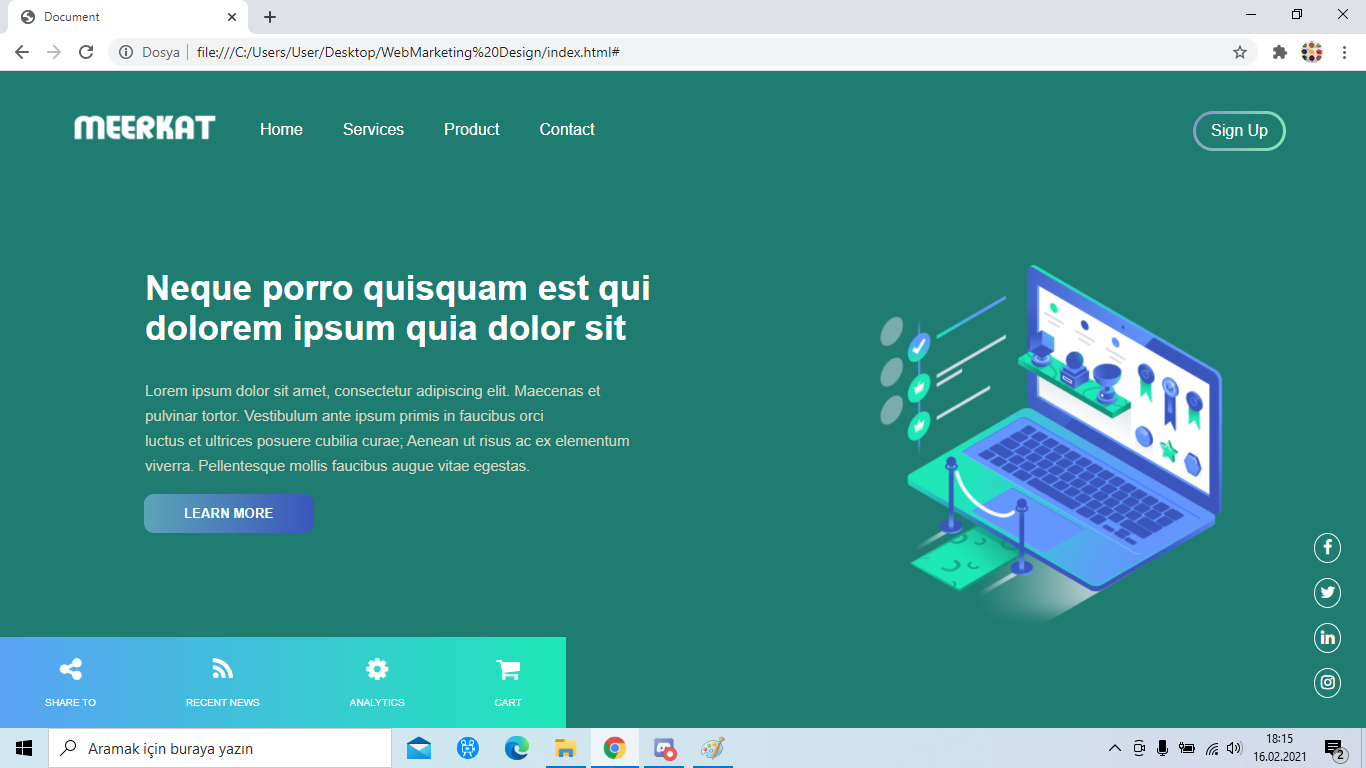 Document
Dosya
file:///C:/Users/User/Desktop/WebMarketing%20Design/index.html#
MEERKAT
Home
Services
Product
Contact
Sign Up
Neque porro quisquam est qui
dolorem ipsum quia dolor sit
Lorem ipsum dolor sit amet, consectetur adipiscing elit. Maecenas et
pulvinar tortor. Vestibulum ante ipsum primis in faucibus orci
luctus et ultrices posuere cubilia curae; Aenean ut risus ac ex elementum
viverra. Pellentesque mollis faucibus augue vitae egestas.
LEARN MORE
SHARE TO
RECENT NEWS
ANALYTICS
CART
Aramak için buraya yazın
18:15
16.02.2021
2